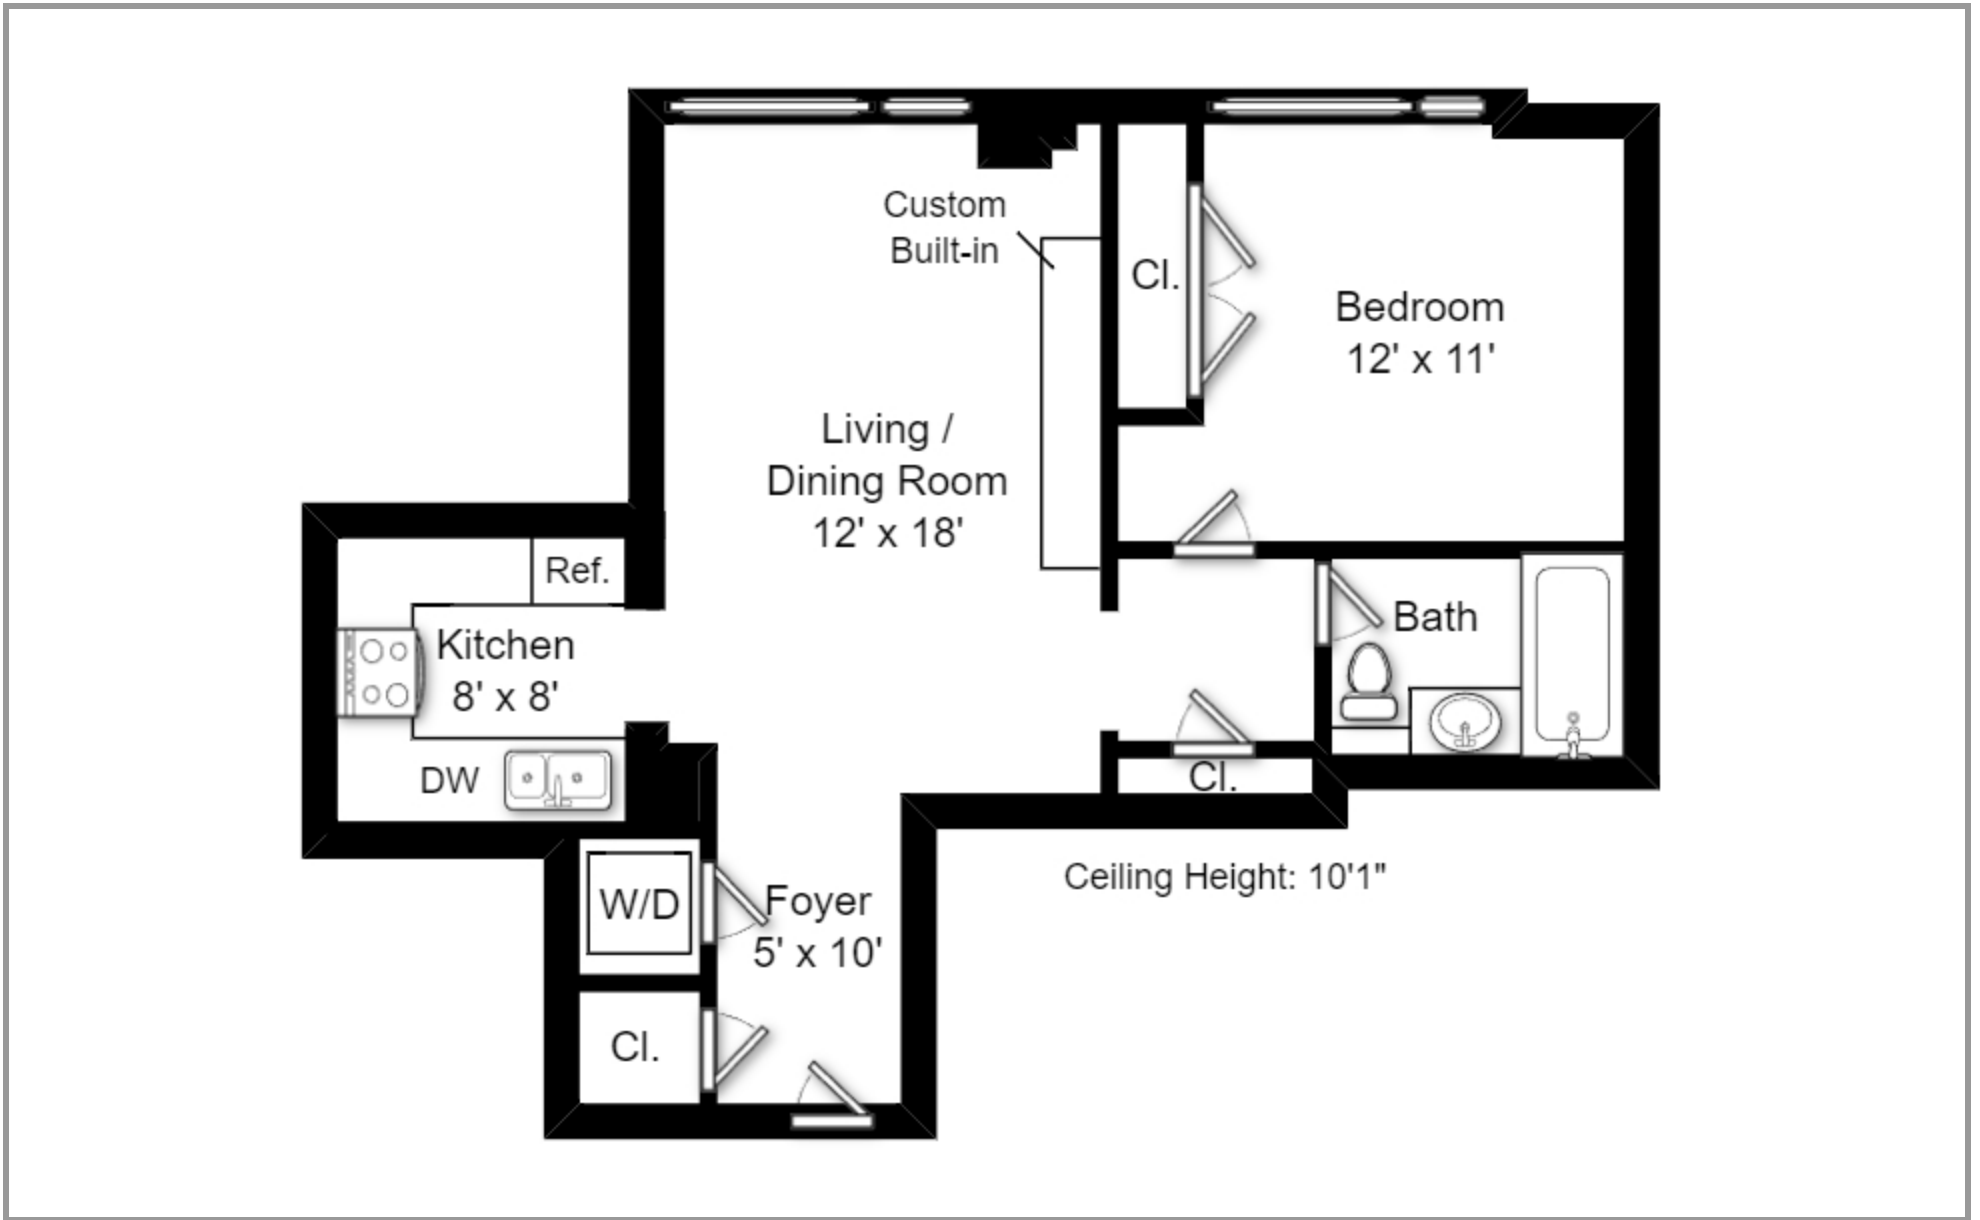 Custom
Built-in
Cl.
Bedroom
12' x 11'
Living /
Dining Room
12' x 18'
Ref.
Kitchen
8' x 8'
DW
Bath
Cl.
Ceiling Height: 10'1"
W/D
Foyer
5' x 10'
Cl.